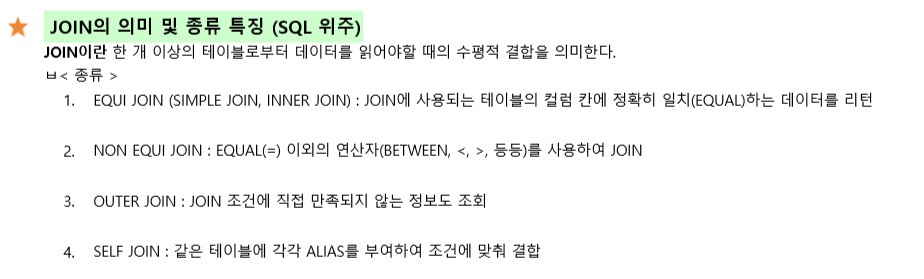 JOIN의 의미 및 종류 특징 (SQL 위주)
JOIN이란 한 개 이상의 테이블로부터 데이터를 읽어야할 때의 수평적 결합을 의미한다.
ㅂ< 종류 >
1. EQUI JOIN (SIMPLE JOIN, INNER JOIN) : JOIN에 사용되는 테이블의 컬럼 칸에 정확히 일치(EQUAL)하는 데이터를 리턴
2. NON EQUI JOIN : EQUAL(=) 이외의 연산자(BETWEEN, <, >, 등등)를 사용하여 JOIN
3. OUTER JOIN : JOIN 조건에 직접 만족되지 않는 정보도 조회
4. SELF JOIN : 같은 테이블에 각각 ALIAS를 부여하여 조건에 맞춰 결합